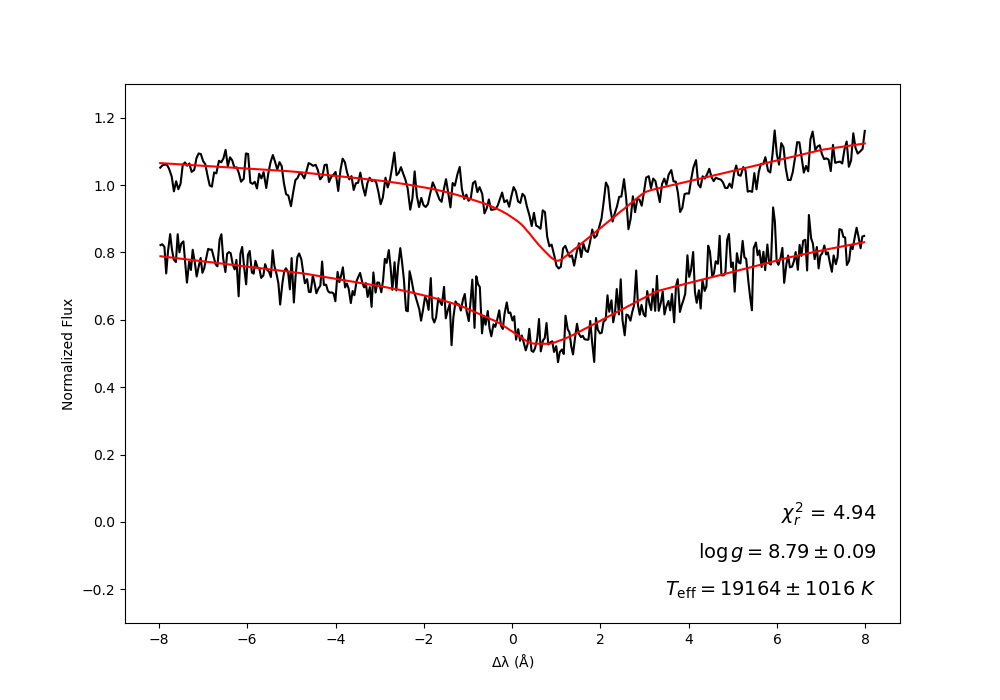 1.2
1.0
0.8
0.6
0.4
0.2
0.0
−0.2
Normalized Flux
χ²ᵣ = 4.94
log g = 8.79 ± 0.09
T_eff = 19164 ± 1016 K
−8 −6 −4 −2 0 2 4 6 8
Δλ (Å)